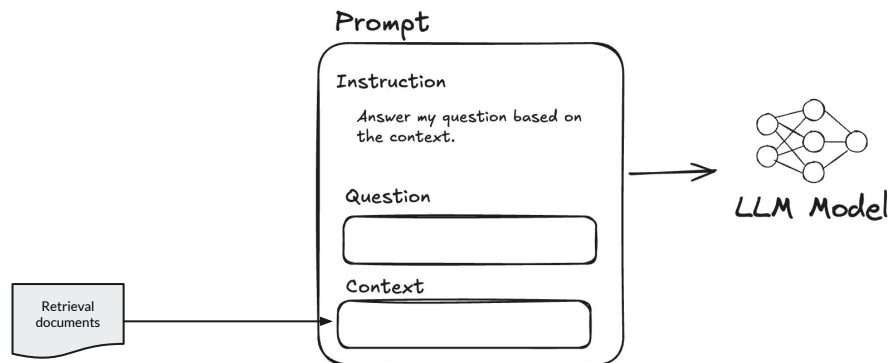 Prompt
Instruction
Answer my question based on
the context.
Question
Context
Retrieval
documents
LLM Model